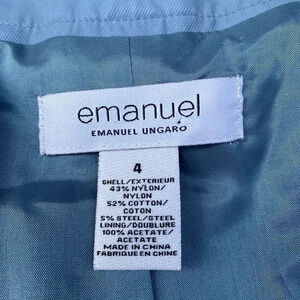 emanuel
EMANUEL UNGARO
4
SHELL/EXTERIEUR
43% NYLON/
NYLON
52% COTTON/
COTON
5% STEEL/STEEL
LINING/DOUBLURE
100% ACETATE/
ACETATE
MADE IN CHINA
FABRIQUE EN CHINE